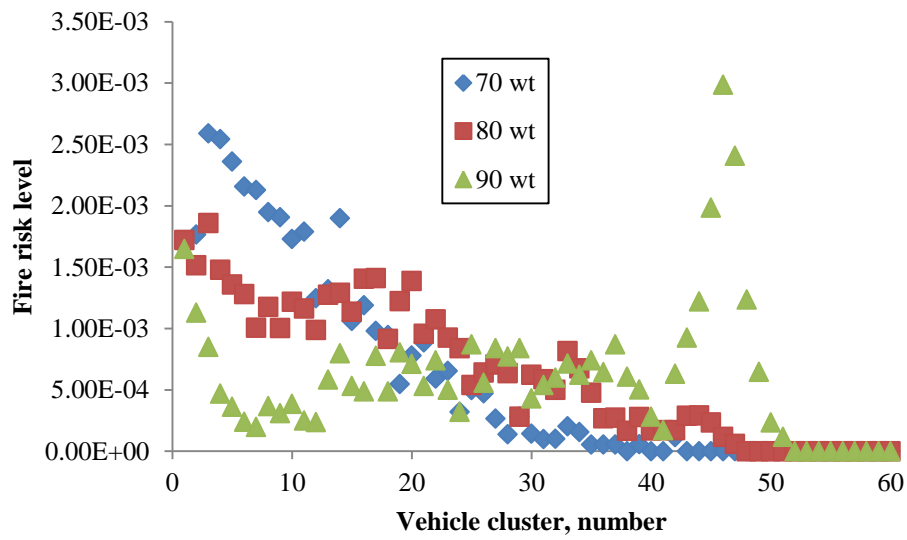 3.50E-03
3.00E-03
2.50E-03
2.00E-03
1.50E-03
1.00E-03
5.00E-04
0.00E+00
Fire risk level
70 wt
80 wt
90 wt
0 10 20 30 40 50 60
Vehicle cluster, number